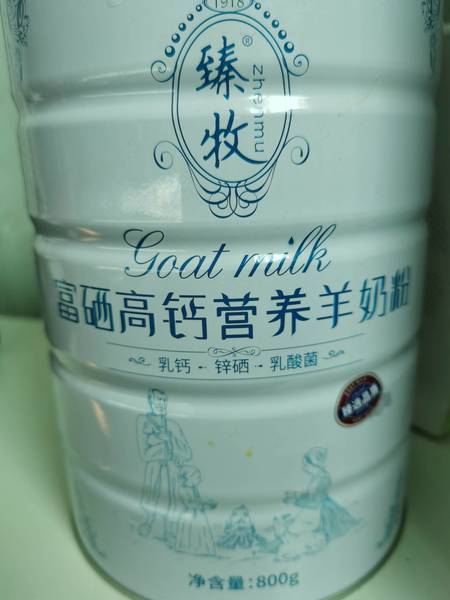 1918
臻牧®
zhenmu
Goat milk
富硒高钙营养羊奶粉
乳钙 锌硒 乳酸菌
净含量:800g